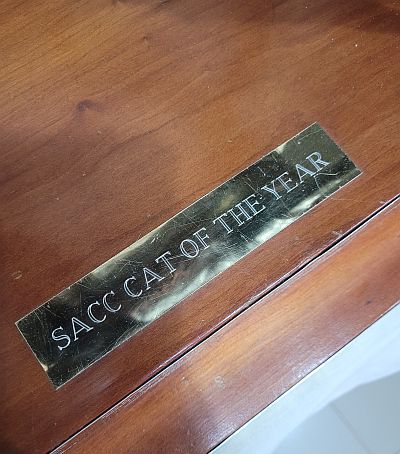 SACC CAT OF THE YEAR